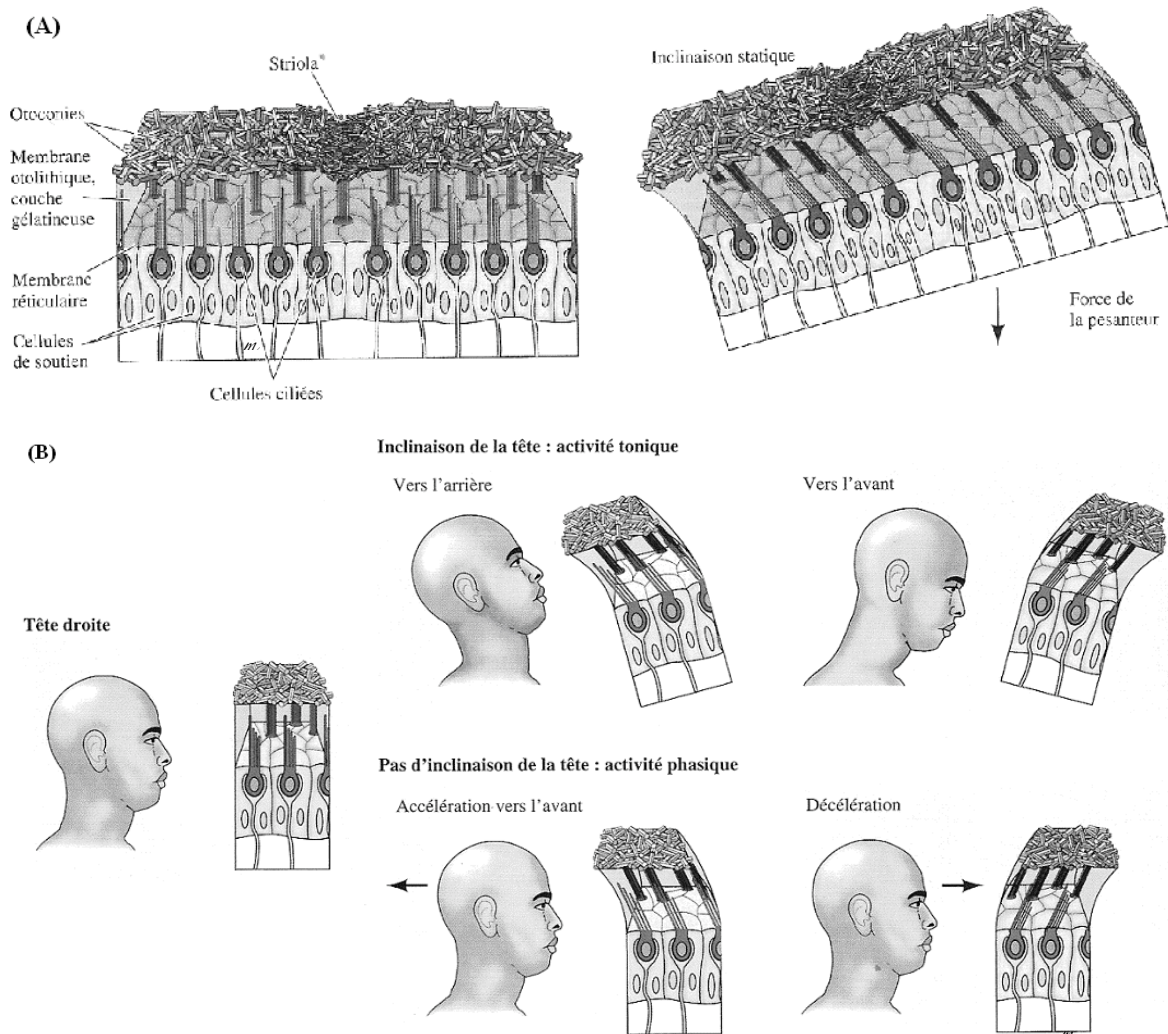 (A)
Striola*
Otoconies
Membrane
otolithique,
couche
gélatineuse
Membrane
réticulaire
Cellules
de soutien
Cellules ciliées
Inclinaison statique
Force de
la pesanteur
(B)
Inclinaison de la tête : activité tonique
Vers l'arrière
Vers l'avant
Tête droite
Pas d'inclinaison de la tête : activité phasique
Accélération vers l'avant
Décélération